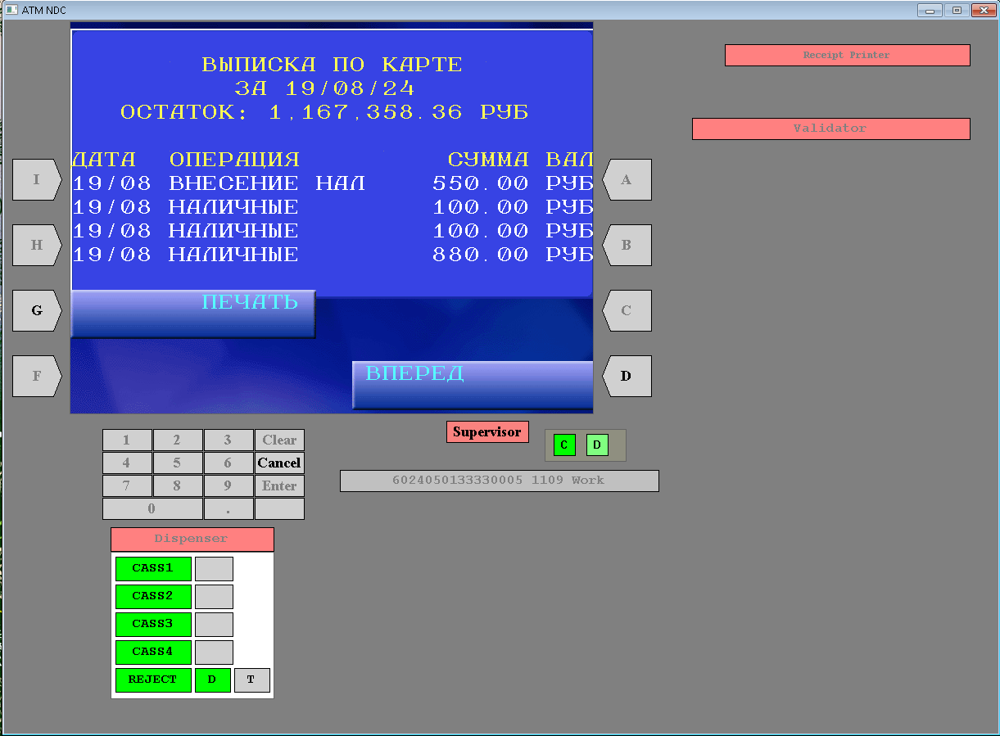 ATM NDC
ВЫПИСКА ПО КАРТЕ
ЗА 19/08/24
ОСТАТОК: 1,167,358.36 РУБ
ДАТА ОПЕРАЦИЯ СУММА ВАЛ
19/08 ВНЕСЕНИЕ НАЛ 550.00 РУБ
19/08 НАЛИЧНЫЕ 100.00 РУБ
19/08 НАЛИЧНЫЕ 100.00 РУБ
19/08 НАЛИЧНЫЕ 880.00 РУБ
ПЕЧАТЬ
ВПЕРЕД
I
H
G
F
A
B
C
D
Receipt Printer
Validator
1 2 3 Clear
4 5 6 Cancel
7 8 9 Enter
0 .
Supervisor
C D
6024050133330005 1109 Work
Dispenser
CASS1
CASS2
CASS3
CASS4
REJECT D T